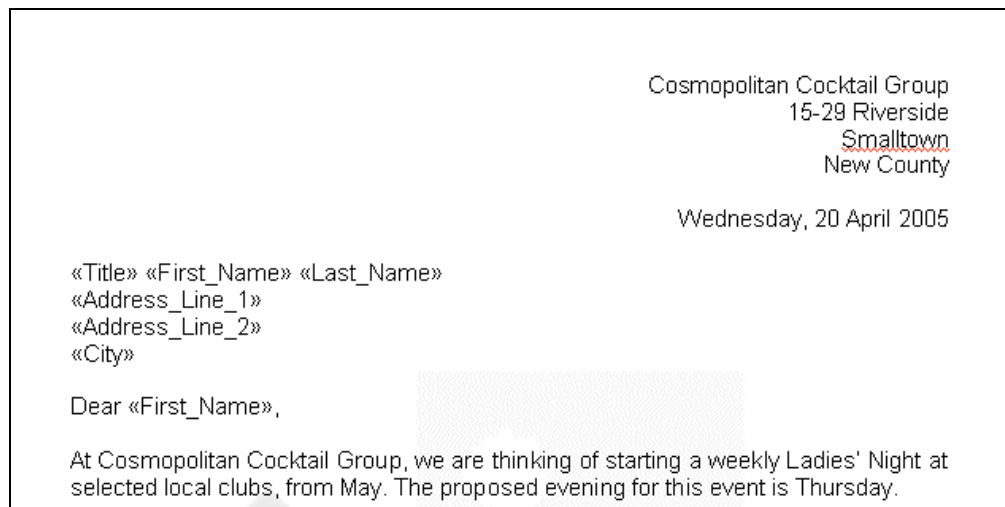 Cosmopolitan Cocktail Group
15-29 Riverside
Smalltown
New County
Wednesday, 20 April 2005
«Title» «First_Name» «Last_Name»
«Address_Line_1»
«Address_Line_2»
«City»
Dear «First_Name»,
At Cosmopolitan Cocktail Group, we are thinking of starting a weekly Ladies' Night at
selected local clubs, from May. The proposed evening for this event is Thursday.